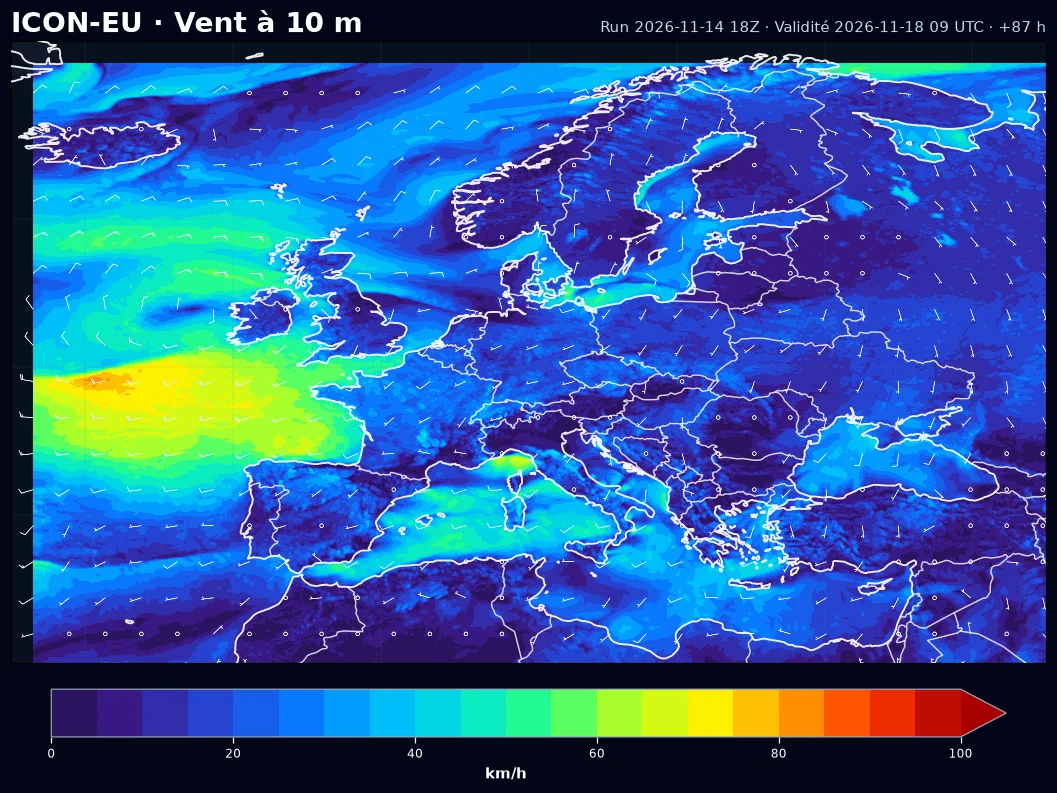 ICON-EU · Vent à 10 m
Run 2026-11-14 18Z · Validité 2026-11-18 09 UTC · +87 h
0 20 40 60 80 100
km/h